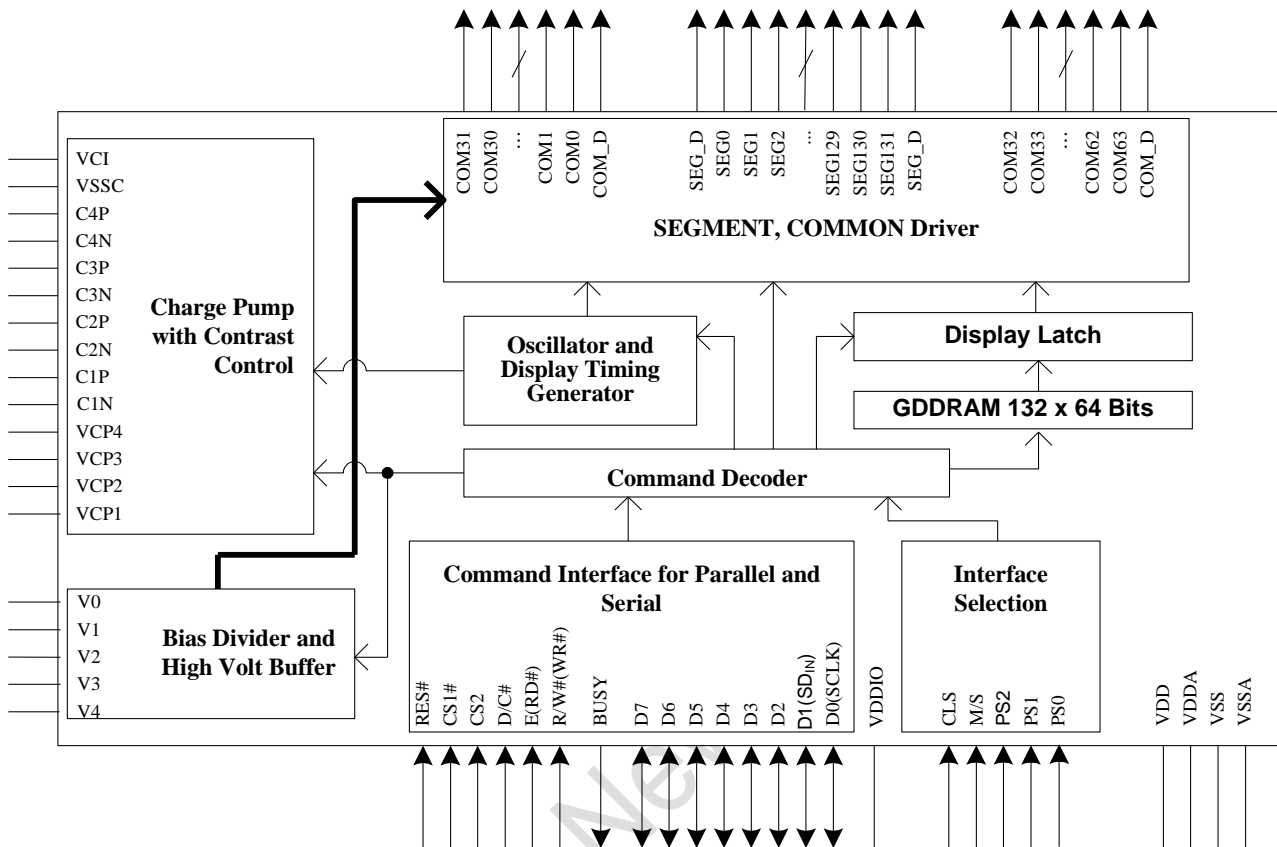 COM31
COM30
...
COM1
COM0
COM_D
SEG_D
SEG0
SEG1
SEG2
...
SEG129
SEG130
SEG131
SEG_D
COM32
COM33
...
COM62
COM63
COM_D
SEGMENT, COMMON Driver
VCI
VSSC
C4P
C4N
C3P
C3N
C2P
C2N
C1P
C1N
VCP4
VCP3
VCP2
VCP1
Charge Pump
with Contrast
Control
Oscillator and
Display Timing
Generator
Display Latch
GDDRAM 132 x 64 Bits
Command Decoder
V0
V1
V2
V3
V4
Bias Divider and
High Volt Buffer
Command Interface for Parallel and
Serial
RES#
CS1#
CS2
D/C#
E(RD#)
R/W#(WR#)
BUSY
D7
D6
D5
D4
D3
D2
D1(SDIN)
D0(SCLK)
VDDIO
Interface
Selection
CLS
M/S
PS2
PS1
PS0
VDD
VDDA
VSS
VSSA